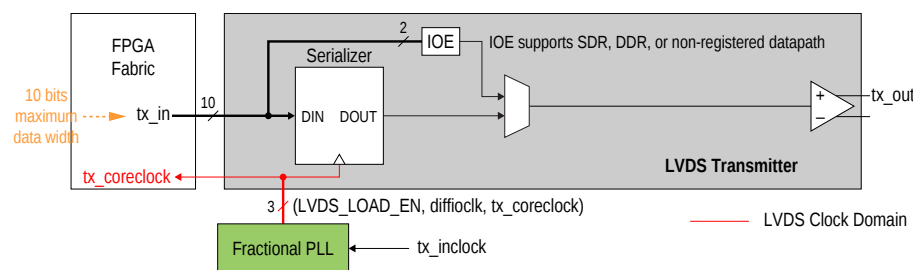 FPGA
Fabric
2
IOE
IOE supports SDR, DDR, or non-registered datapath
Serializer
10 bits
maximum
data width
tx_in
10
DIN
DOUT
+
–
tx_out
tx_coreclock
LVDS Transmitter
3
(LVDS_LOAD_EN, diffioclk, tx_coreclock)
LVDS Clock Domain
Fractional PLL
tx_inclock